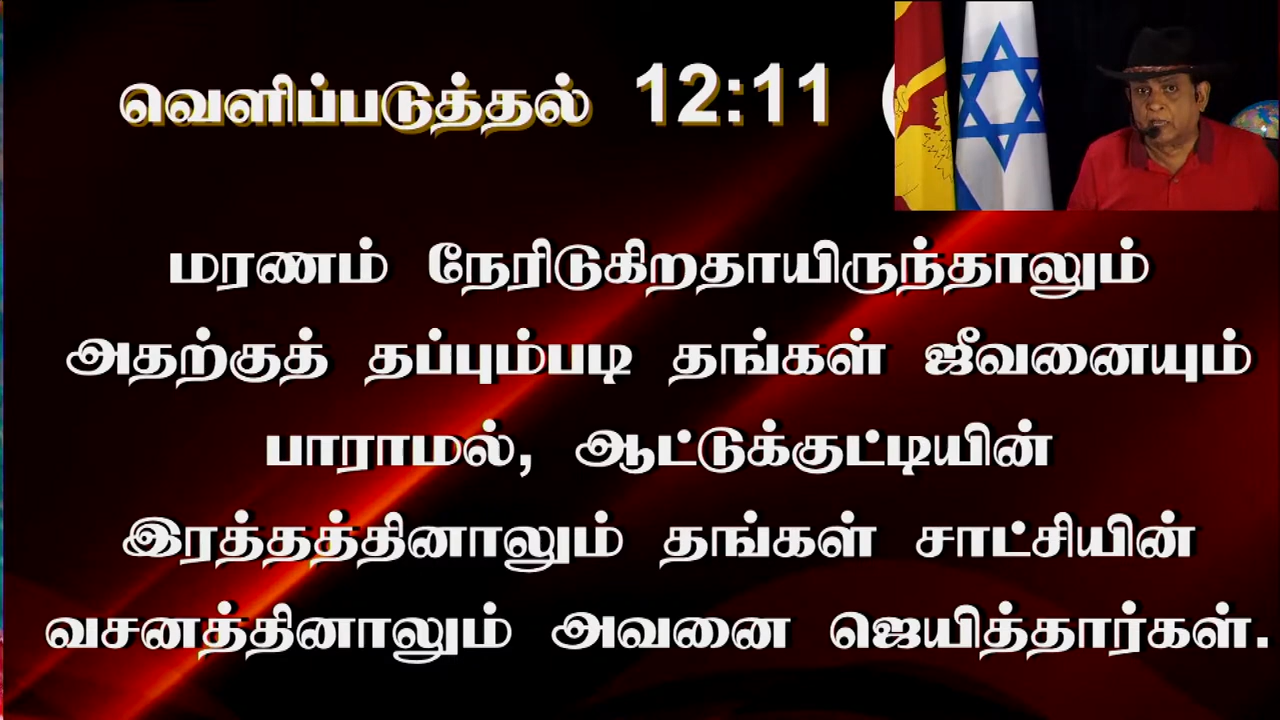 வெளிப்படுத்தல் 12:11
மரணம் நேரிடுகிறதாயிருந்தாலும்
அதற்குத் தப்பும்படி தங்கள் ஜீவனையும்
பாராமல், ஆட்டுக்குட்டியின்
இரத்தத்தினாலும் தங்கள் சாட்சியின்
வசனத்தினாலும் அவனை ஜெயித்தார்கள்.